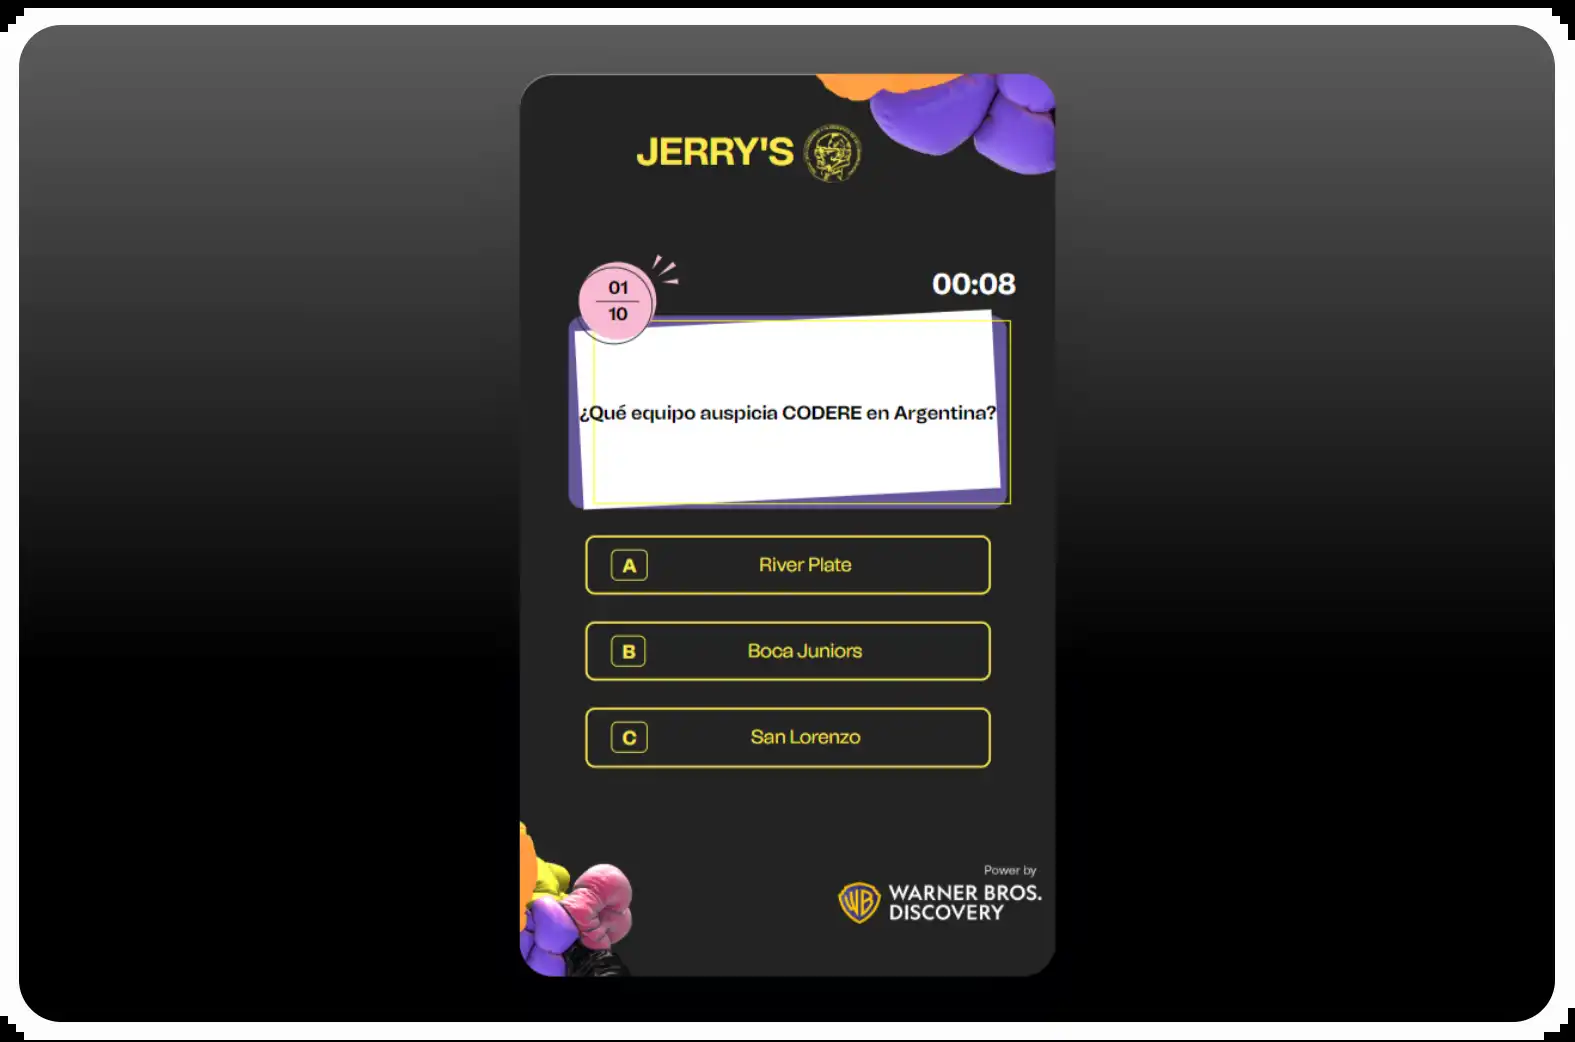 JERRY'S
01
10
00:08
¿Qué equipo auspicia CODERE en Argentina?
A River Plate
B Boca Juniors
C San Lorenzo
Power by
WB WARNER BROS.
DISCOVERY